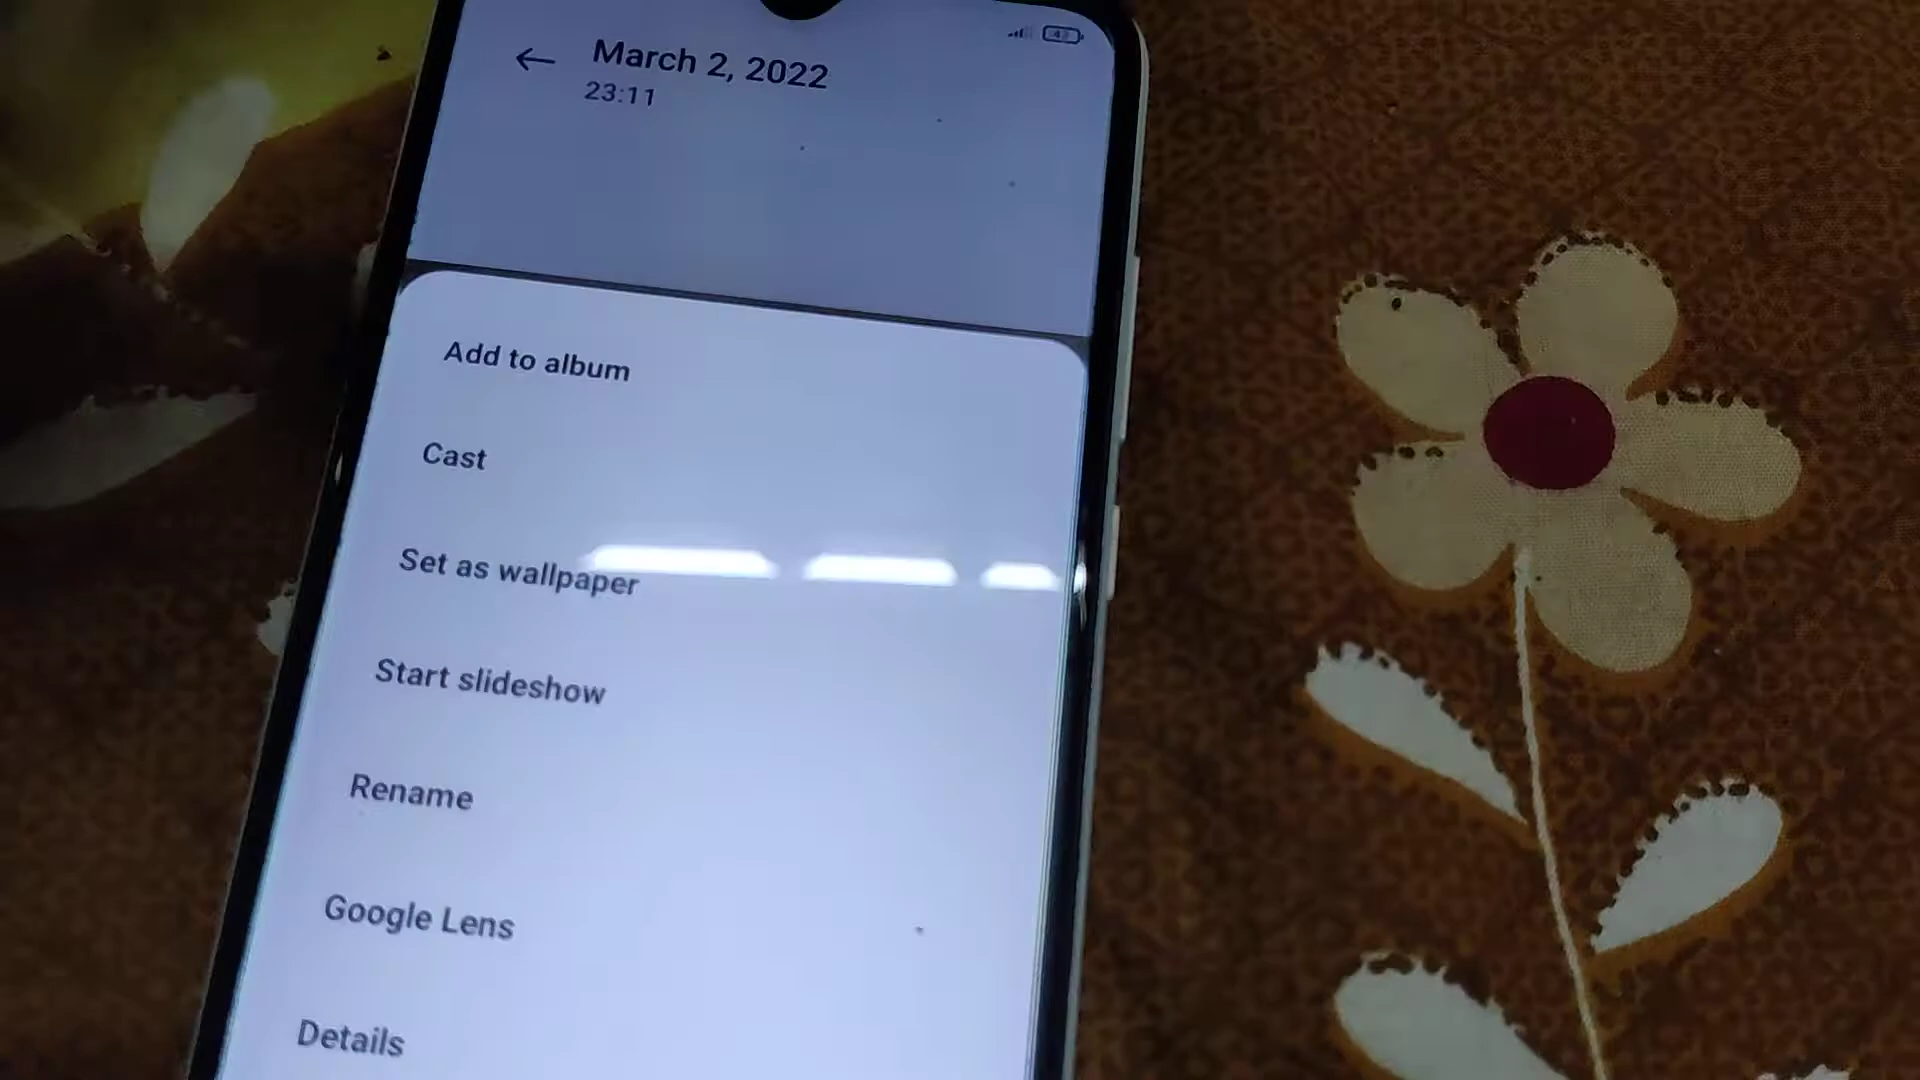 March 2, 2022
23:11
Add to album
Cast
Set as wallpaper
Start slideshow
Rename
Google Lens
Details